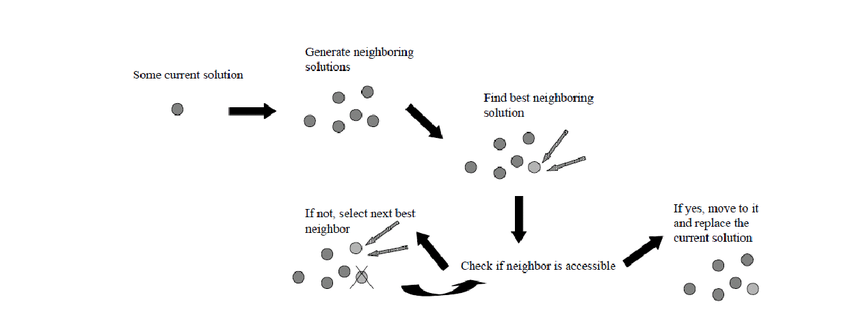 Some current solution
Generate neighboring
solutions
Find best neighboring
solution
If not, select next best
neighbor
Check if neighbor is accessible
If yes, move to it
and replace the
current solution